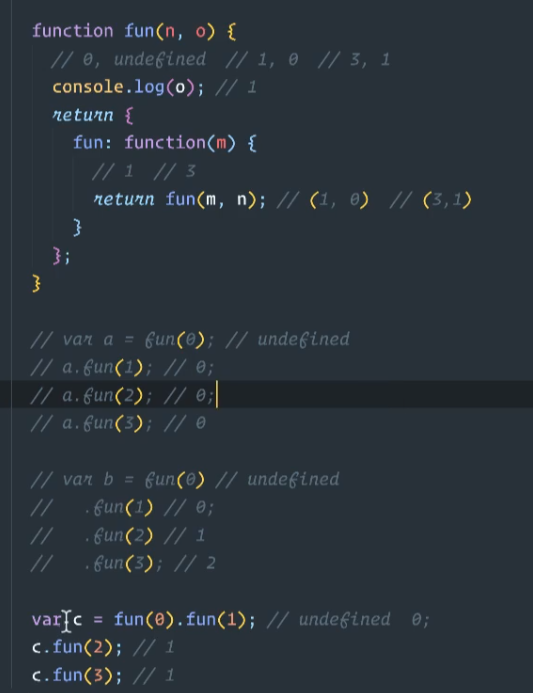 function fun(n, o) {
// 0, undefined // 1, 0 // 3, 1
console.log(o); // 1
return {
fun: function(m) {
// 1 // 3
return fun(m, n); // (1, 0) // (3,1)
}
};
}
// var a = fun(0); // undefined
// a.fun(1); // 0;
// a.fun(2); // 0;
// a.fun(3); // 0
// var b = fun(0) // undefined
// .fun(1) // 0;
// .fun(2) // 1
// .fun(3); // 2
var c = fun(0).fun(1); // undefined 0;
c.fun(2); // 1
c.fun(3); // 1